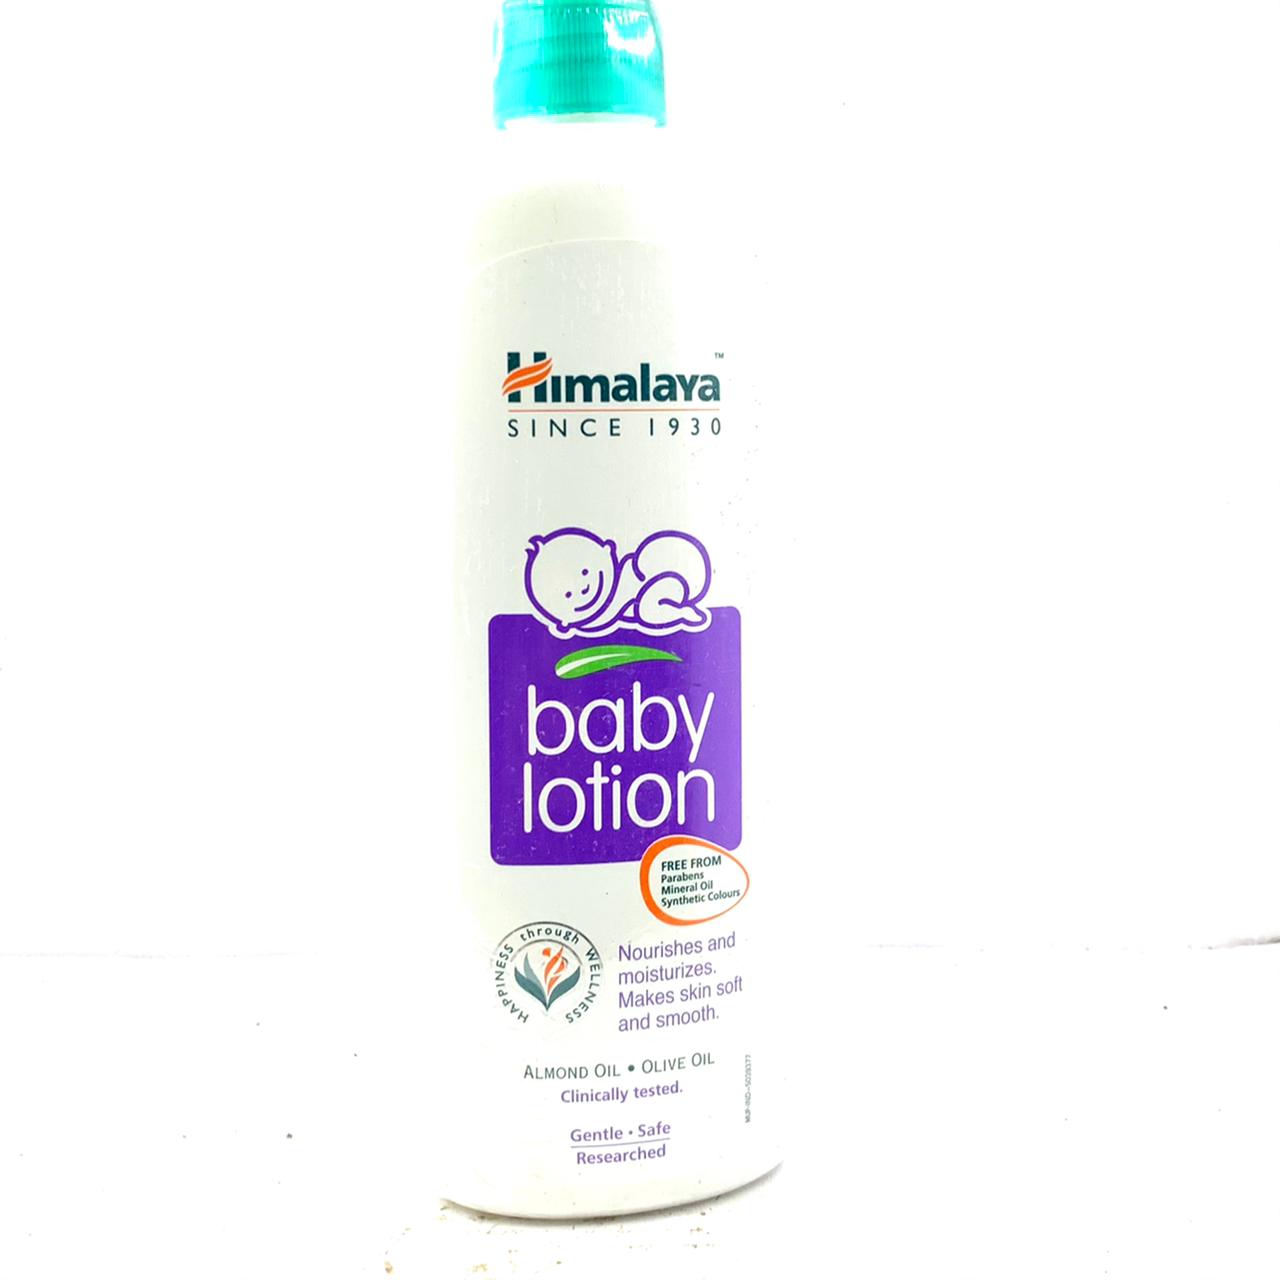 Himalaya™
SINCE 1930
baby
lotion
FREE FROM
Parabens
Mineral Oil
Synthetic Colours
HAPPINESS through WELLNESS
Nourishes and
moisturizes.
Makes skin soft
and smooth.
ALMOND OIL • OLIVE OIL
Clinically tested.
Gentle • Safe
Researched